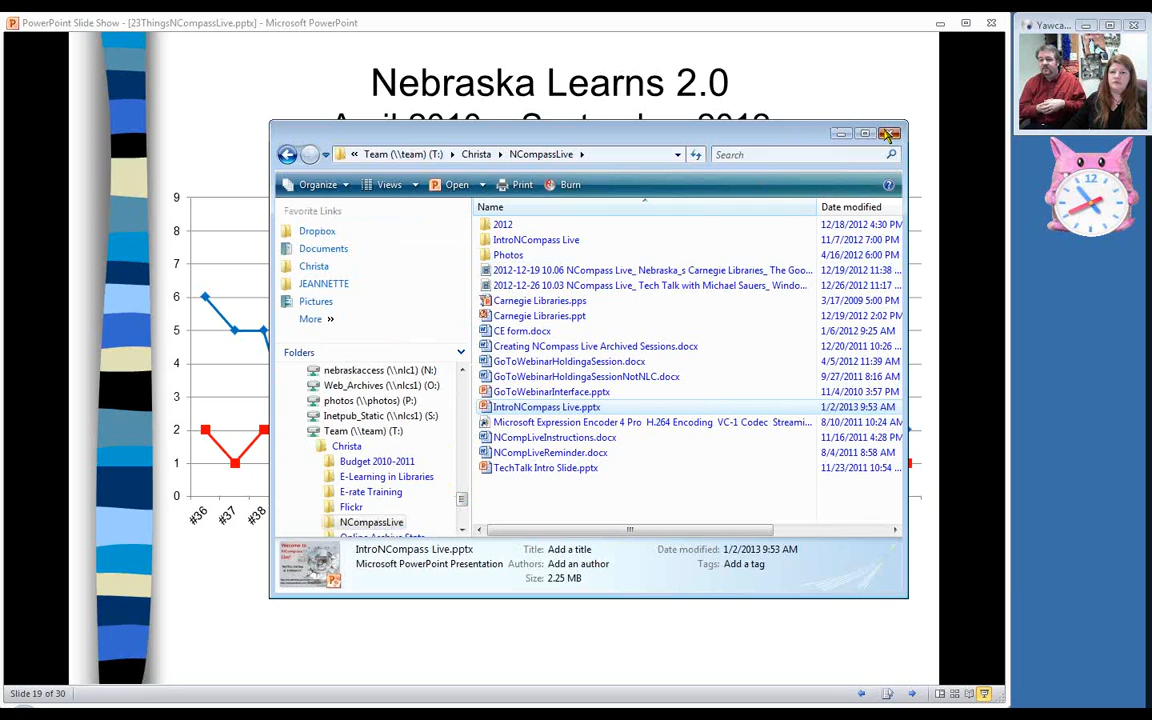 PowerPoint Slide Show - [23ThingsNCompassLive.pptx] - Microsoft PowerPoint
Yawca...
Nebraska Learns 2.0
Team (\\team) (T:) Christa NCompassLive
Search
Organize Views Open Print Burn
Favorite Links
Dropbox
Documents
Christa
JEANNETTE
Pictures
More »
Folders
nebraskaccess (\\nlc1) (N:)
Web_Archives (\\nlcs1) (O:)
photos (\\nlc1) (P:)
Inetpub_Static (\\nlcs1) (S:)
Team (\\team) (T:)
Christa
Budget 2010-2011
E-Learning in Libraries
E-rate Training
Flickr
NCompassLive
Name Date modified
2012 12/18/2012 4:30 PM
IntroNCompass Live 11/7/2012 7:00 PM
Photos 4/16/2012 6:00 PM
2012-12-19 10.06 NCompass Live_ Nebraska_s Carnegie Libraries_ The Goo... 12/19/2012 11:38 ...
2012-12-26 10.03 NCompass Live_ Tech Talk with Michael Sauers_ Windo... 12/26/2012 11:17 ...
Carnegie Libraries.pps 3/17/2009 5:00 PM
Carnegie Libraries.ppt 12/19/2012 2:02 PM
CE form.docx 1/6/2012 9:25 AM
Creating NCompass Live Archived Sessions.docx 12/20/2011 10:26 ...
GoToWebinarHoldingaSession.docx 4/5/2012 11:39 AM
GoToWebinarHoldingaSessionNotNLC.docx 9/27/2011 8:16 AM
GoToWebinarInterface.pptx 11/4/2010 3:57 PM
IntroNCompass Live.pptx 1/2/2013 9:53 AM
Microsoft Expression Encoder 4 Pro H.264 Encoding VC-1 Codec Streami... 8/10/2011 10:24 AM
NCompLiveInstructions.docx 11/16/2011 4:28 PM
NCompLiveReminder.docx 8/4/2011 8:58 AM
TechTalk Intro Slide.pptx 11/23/2011 10:54 ...
IntroNCompass Live.pptx Title: Add a title Date modified: 1/2/2013 9:53 AM
Microsoft PowerPoint Presentation Authors: Add an author Tags: Add a tag
Size: 2.25 MB
9
8
7
6
5
4
3
2
1
0
#36 #37 #38
12
Slide 19 of 30